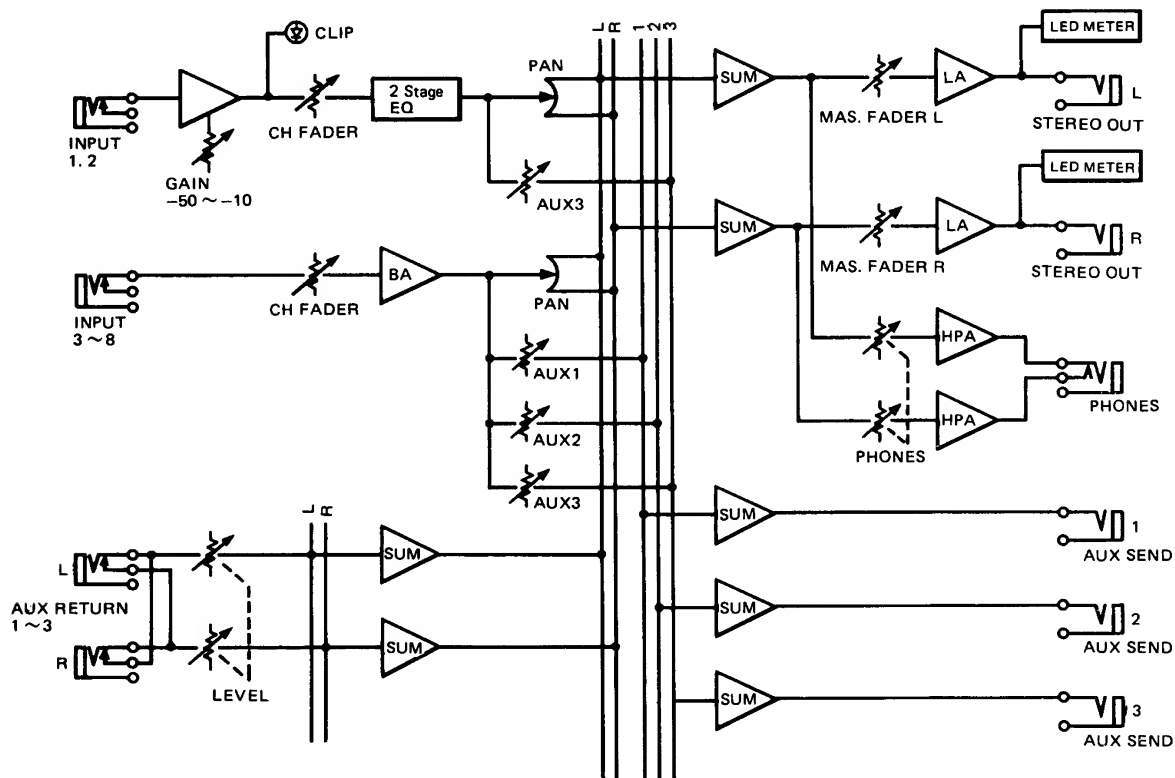 CLIP
INPUT
1. 2
GAIN
−50 ～ −10
CH FADER
2 Stage
EQ
PAN
AUX3
L
R
1
2
3
SUM
MAS. FADER L
LA
LED METER
L
STEREO OUT
SUM
MAS. FADER R
LA
LED METER
R
STEREO OUT
INPUT
3 ～ 8
CH FADER
BA
PAN
AUX1
AUX2
AUX3
HPA
HPA
PHONES
PHONES
L
AUX RETURN
1 ～ 3
R
LEVEL
L
R
SUM
SUM
SUM
1
AUX SEND
SUM
2
AUX SEND
SUM
3
AUX SEND